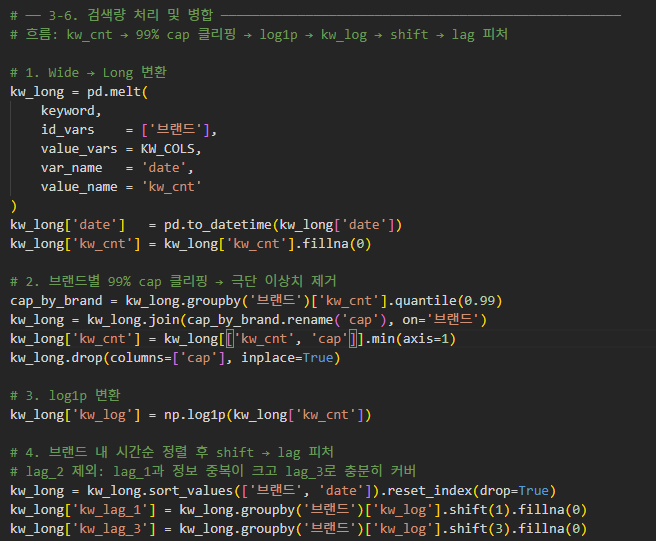 # ── 3-6. 검색량 처리 및 병합 ──────────────────────────────────────────────────
# 흐름: kw_cnt → 99% cap 클리핑 → log1p → kw_log → shift → lag 피처
# 1. Wide → Long 변환
kw_long = pd.melt(
    keyword,
    id_vars    = ['브랜드'],
    value_vars = KW_COLS,
    var_name   = 'date',
    value_name = 'kw_cnt'
)
kw_long['date']   = pd.to_datetime(kw_long['date'])
kw_long['kw_cnt'] = kw_long['kw_cnt'].fillna(0)
# 2. 브랜드별 99% cap 클리핑 → 극단 이상치 제거
cap_by_brand = kw_long.groupby('브랜드')['kw_cnt'].quantile(0.99)
kw_long = kw_long.join(cap_by_brand.rename('cap'), on='브랜드')
kw_long['kw_cnt'] = kw_long[['kw_cnt', 'cap']].min(axis=1)
kw_long.drop(columns=['cap'], inplace=True)
# 3. log1p 변환
kw_long['kw_log'] = np.log1p(kw_long['kw_cnt'])
# 4. 브랜드 내 시간순 정렬 후 shift → lag 피처
# lag_2 제외: lag_1과 정보 중복이 크고 lag_3로 충분히 커버
kw_long = kw_long.sort_values(['브랜드', 'date']).reset_index(drop=True)
kw_long['kw_lag_1'] = kw_long.groupby('브랜드')['kw_log'].shift(1).fillna(0)
kw_long['kw_lag_3'] = kw_long.groupby('브랜드')['kw_log'].shift(3).fillna(0)